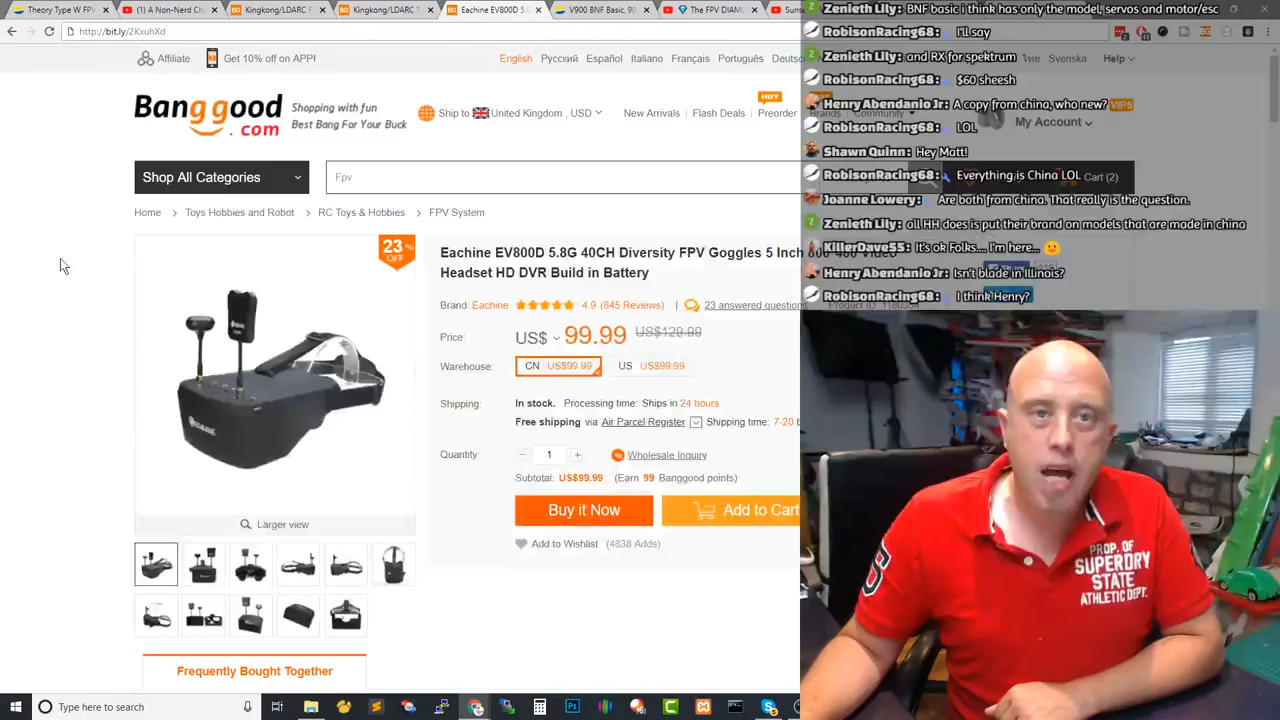 Theory Type W FPV
(1) A Non-Nerd Cha
Kingkong/LDARC F
Kingkong/LDARC T
Eachine EV800D 5.8
V900 BNF Basic, 90
The FPV DIAMO
Sunse
http://bit.ly/2KxuhXd
Affiliate
Get 10% off on APP!
English
Русский
Español
Italiano
Français
Português
Deutsc
ไทย
Svenska
Help
Banggood.com
Shopping with fun
Best Bang For Your Buck
Ship to United Kingdom , USD
New Arrivals
Flash Deals
HOT
Preorder
Brands
Community
My Account
Shop All Categories
Fpv
Cart (2)
Home > Toys Hobbies and Robot > RC Toys & Hobbies > FPV System
23% OFF
Eachine EV800D 5.8G 40CH Diversity FPV Goggles 5 Inch 800*480 Video
Headset HD DVR Build in Battery
Brand: Eachine 4.9 (845 Reviews) | 23 answered questions
Price: US$ 99.99 US$129.99
Warehouse: CN US$99.99 US US$99.99
Shipping: In stock. Processing time: Ships in 24 hours
Free shipping via Air Parcel Register Shipping time: 7-20 b
Quantity: - 1 + Wholesale Inquiry
Subtotal: US$99.99 (Earn 99 Banggood points)
Buy it Now
Add to Cart
Add to Wishlist (4838 Adds)
Larger view
Frequently Bought Together
Zenieth Lily: BNF basic i think has only the model, servos and motor/esc
RobisonRacing68: I'll say
Zenieth Lily: and RX for spektrum
RobisonRacing68: $60 sheesh
Henry Abendanio Jr: A copy from china, who new?
RobisonRacing68: LOL
Shawn Quinn: Hey Matt!
RobisonRacing68: Everything is China LOL
Joanne Lowery: Are both from china. That really is the question.
Zenieth Lily: all HH does is put their brand on models that are made in china
KillerDave55: It's ok Folks.... I'm here...
Henry Abendanio Jr: Isn't blade in Illinois?
RobisonRacing68: I think Henry?
PROP. OF
SUPERDRY
STATE
ATHLETIC DEPT.
Type here to search